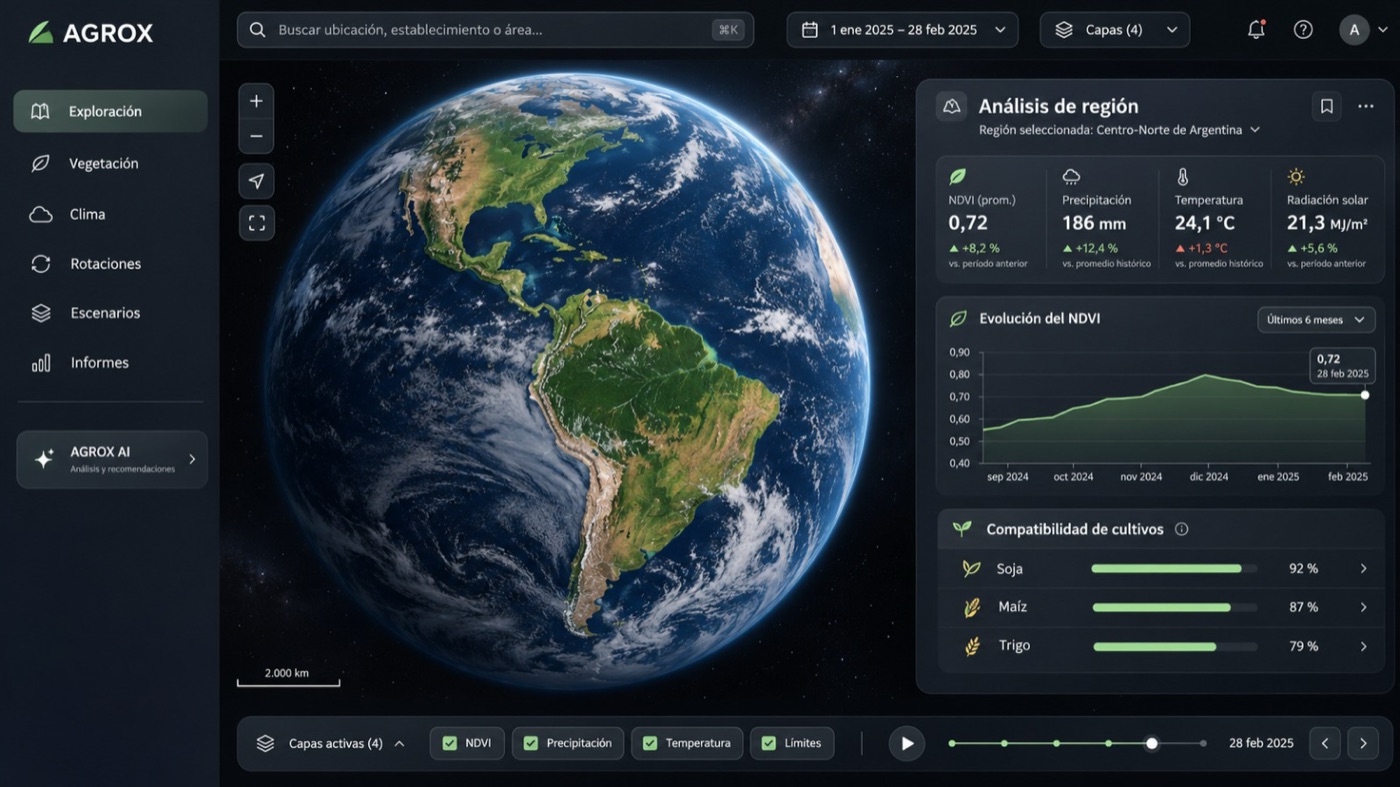 AGROX
Buscar ubicación, establecimiento o área...
⌘K
1 ene 2025 – 28 feb 2025
Capas (4)
A
Exploración
Vegetación
Clima
Rotaciones
Escenarios
Informes
AGROX AI
Análisis y recomendaciones
2.000 km
Análisis de región
Región seleccionada: Centro-Norte de Argentina
NDVI (prom.)
0,72
▲ +8,2 %
vs. período anterior
Precipitación
186 mm
▲ +12,4 %
vs. promedio histórico
Temperatura
24,1 °C
▲ +1,3 °C
vs. promedio histórico
Radiación solar
21,3 MJ/m²
▲ +5,6 %
vs. período anterior
Evolución del NDVI
Últimos 6 meses
0,90
0,80
0,70
0,60
0,50
0,40
0,72
28 feb 2025
sep 2024
oct 2024
nov 2024
dic 2024
ene 2025
feb 2025
Compatibilidad de cultivos
Soja
92 %
Maíz
87 %
Trigo
79 %
Capas activas (4)
NDVI
Precipitación
Temperatura
Límites
28 feb 2025